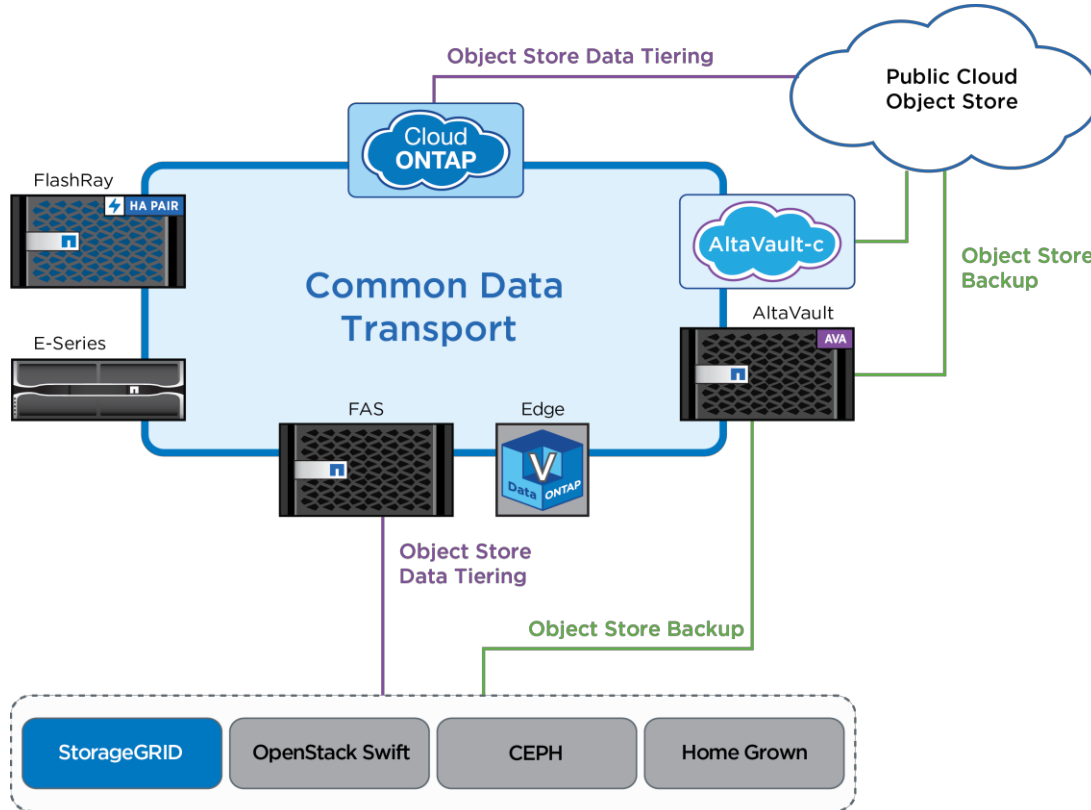 Object Store Data Tiering
Public Cloud
Object Store
Cloud
ONTAP
FlashRay
HA PAIR
AltaVault-c
Object Store
Backup
Common Data
Transport
AltaVault
AVA
E-Series
FAS
Edge
V
Data ONTAP
Object Store
Data Tiering
Object Store Backup
StorageGRID
OpenStack Swift
CEPH
Home Grown